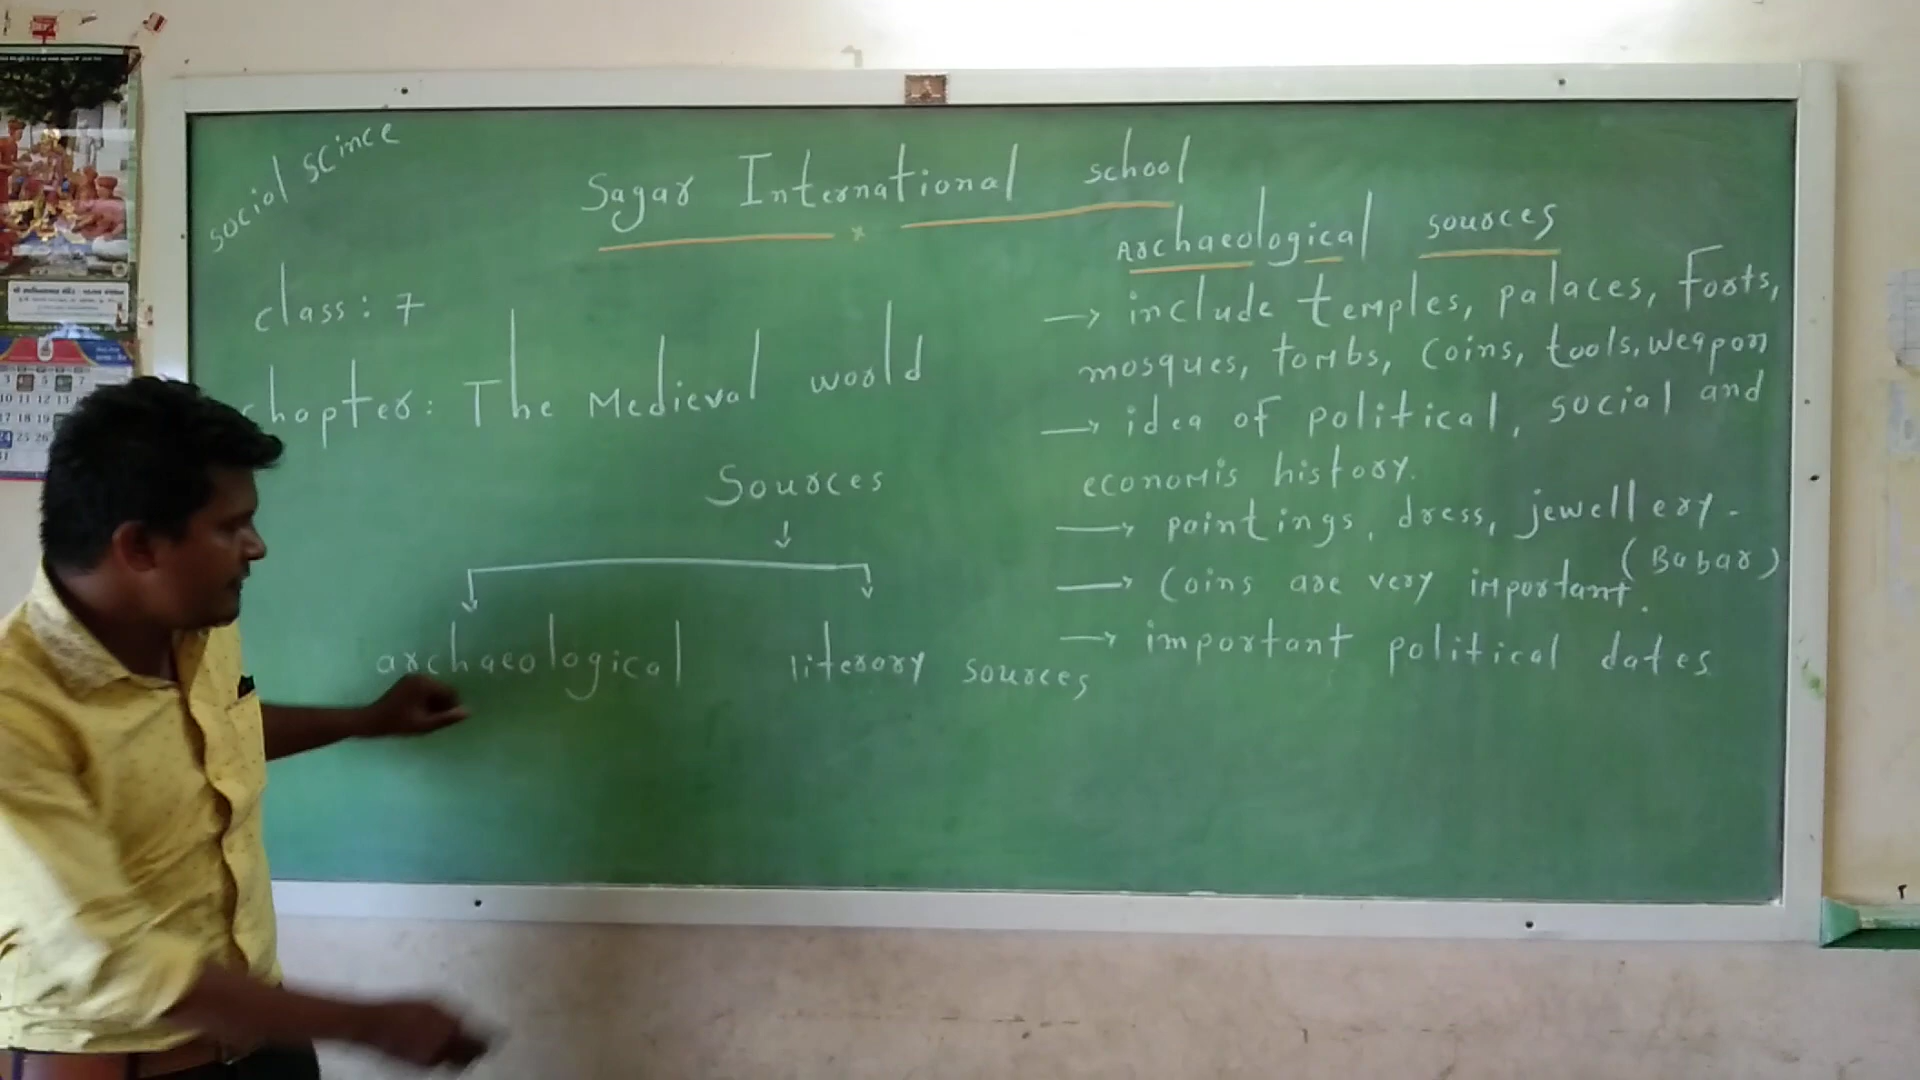 social scince
Sagar International school
class: 7
chapter: The Medieval world
Sources
archaeological literory sources
Archaeological sources
→ include temples, palaces, forts,
mosques, tombs, coins, tools, weapon
→ idea of political, social and
economis history.
→ paintings, dress, jewellery -
(Babar)
→ Coins are very important.
→ important political dates